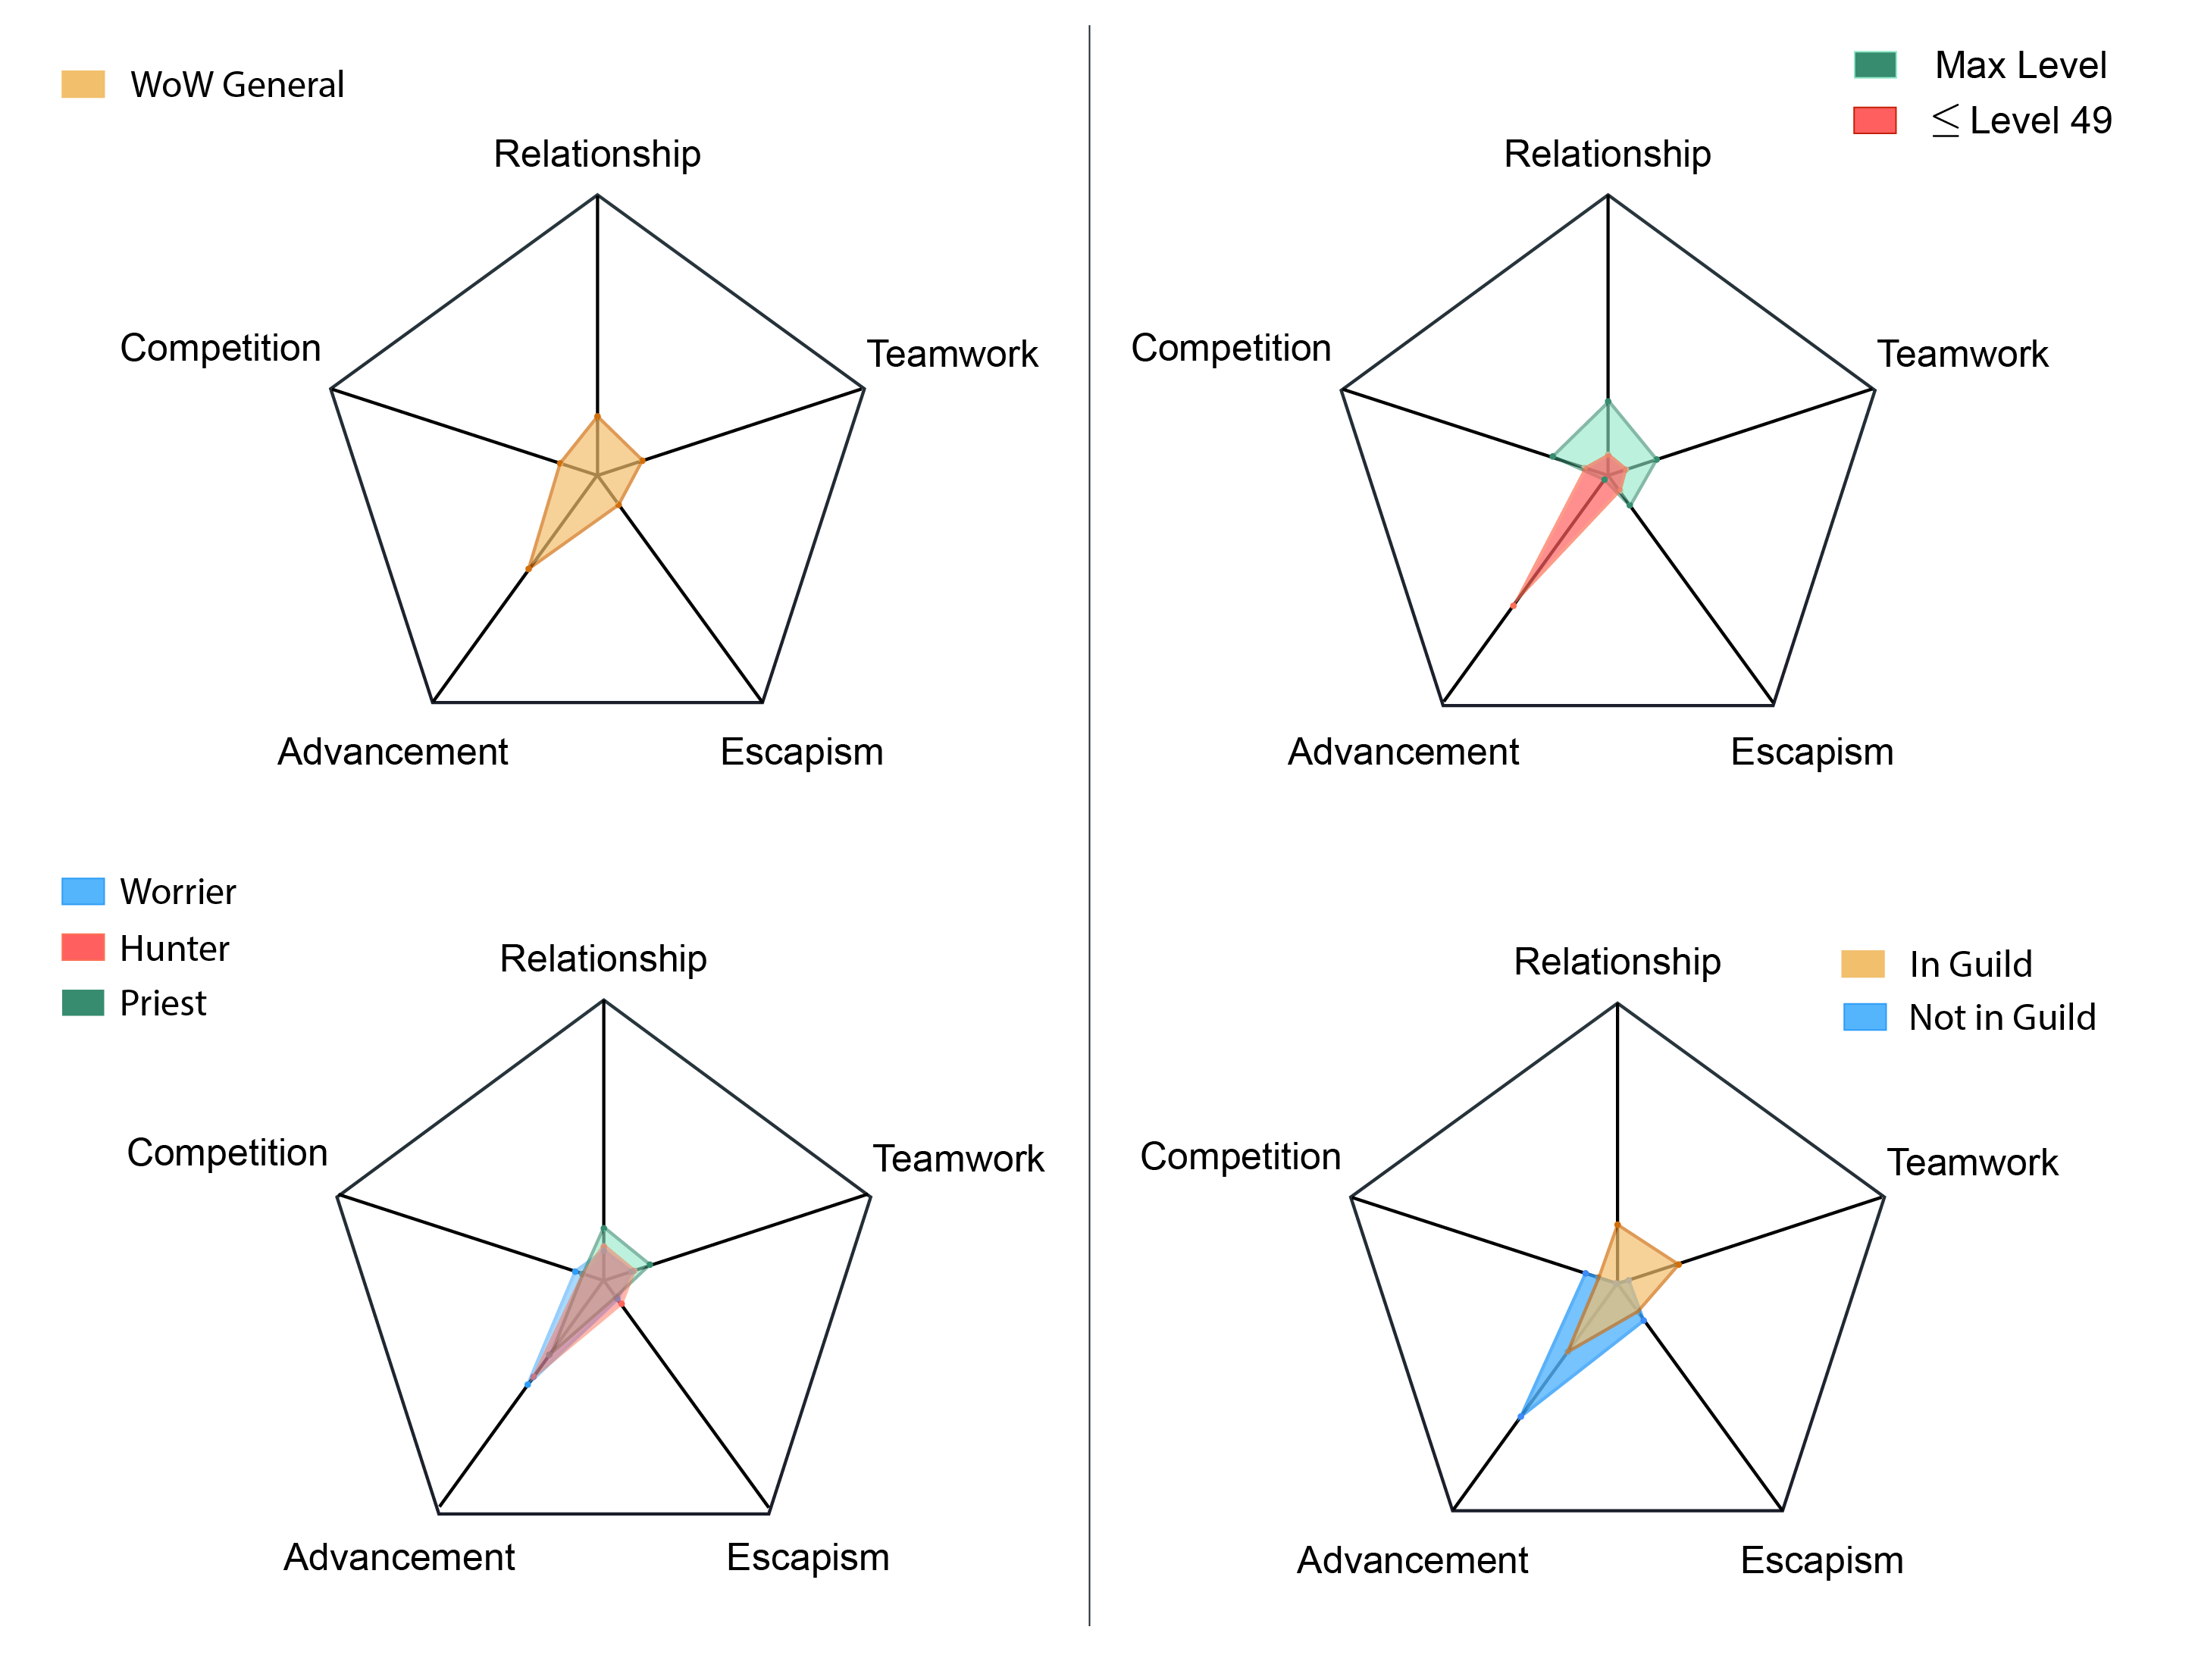 WoW General
Relationship
Competition
Teamwork
Advancement
Escapism
Max Level
≤ Level 49
Relationship
Competition
Teamwork
Advancement
Escapism
Worrier
Hunter
Priest
Relationship
Competition
Teamwork
Advancement
Escapism
In Guild
Not in Guild
Relationship
Competition
Teamwork
Advancement
Escapism